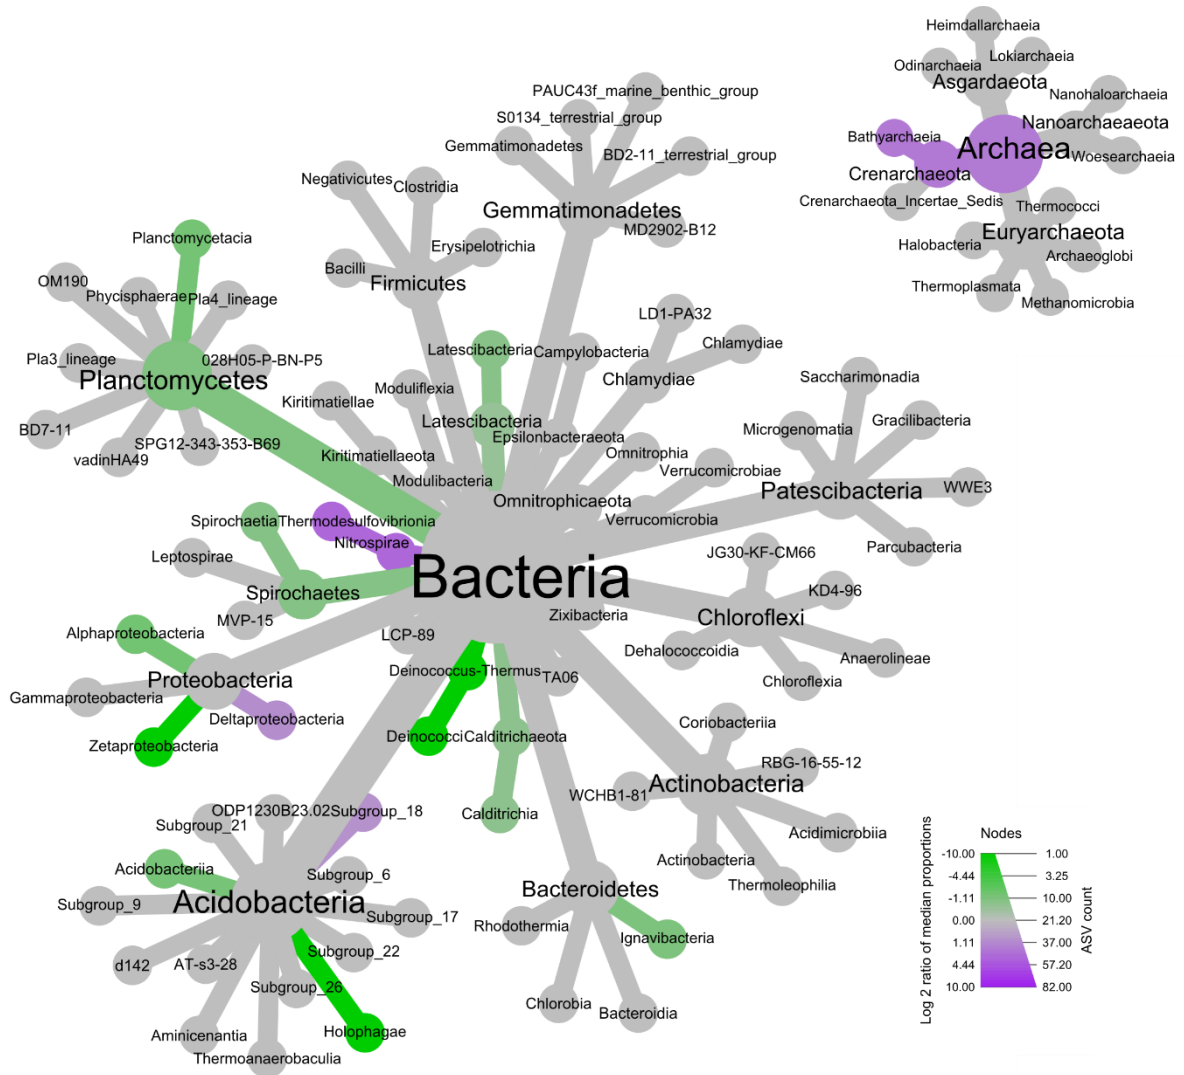 Heimdallarchaeia
Lokiarchaeia
Odinarchaeia
Asgardaeota
Nanohaloarchaeia
PAUC43f_marine_benthic_group
S0134_terrestrial_group
Nanoarchaeaeota
Bathyarchaeia
Archaea
Gemmatimonadetes
BD2-11_terrestrial_group
Woesearchaeia
Crenarchaeota
Negativicutes
Clostridia
Crenarchaeota_Incertae_Sedis
Thermococci
Gemmatimonadetes
MD2902-B12
Euryarchaeota
Planctomycetacia
Erysipelotrichia
Halobacteria
Archaeoglobi
Bacilli
Firmicutes
OM190
Phycisphaerae
Pla4_lineage
Thermoplasmata
Methanomicrobia
LD1-PA32
Latescibacteria
Campylobacteria
Chlamydiae
Pla3_lineage
028H05-P-BN-P5
Planctomycetes
Moduliflexia
Chlamydiae
Saccharimonadia
Kiritimatiellae
BD7-11
SPG12-343-353-B69
Latescibacteria
Epsilonbacteraeota
Microgenomatia
Gracilibacteria
vadinHA49
Kiritimatiellaeota
Omnitrophia
Verrucomicrobiae
Modulibacteria
Omnitrophicaeota
Patescibacteria
WWE3
Spirochaetia
Thermodesulfovibrionia
Verrucomicrobia
Nitrospirae
Leptospirae
Parcubacteria
JG30-KF-CM66
Bacteria
Spirochaetes
KD4-96
MVP-15
Zixibacteria
Chloroflexi
Alphaproteobacteria
LCP-89
Dehalococcoidia
Anaerolineae
Proteobacteria
Deinococcus-Thermus
TA06
Chloroflexia
Gammaproteobacteria
Deltaproteobacteria
Coriobacteriia
Zetaproteobacteria
Deinococci
Calditrichaeota
RBG-16-55-12
Actinobacteria
WCHB1-81
ODP1230B23.02
Subgroup_18
Calditrichia
Subgroup_21
Acidimicrobiia
Acidobacteriia
Subgroup_6
Actinobacteria
Thermoleophilia
Subgroup_9
Acidobacteria
Subgroup_17
Bacteroidetes
Rhodothermia
Ignavibacteria
d142
AT-s3-28
Subgroup_22
Subgroup_26
Chlorobia
Bacteroidia
Aminicenantia
Holophagae
Thermoanaerobaculia
Nodes
-10.00 1.00
-4.44 3.25
-1.11 10.00
0.00 21.20
1.11 37.00
4.44 57.20
10.00 82.00
Log 2 ratio of median proportions
ASV count